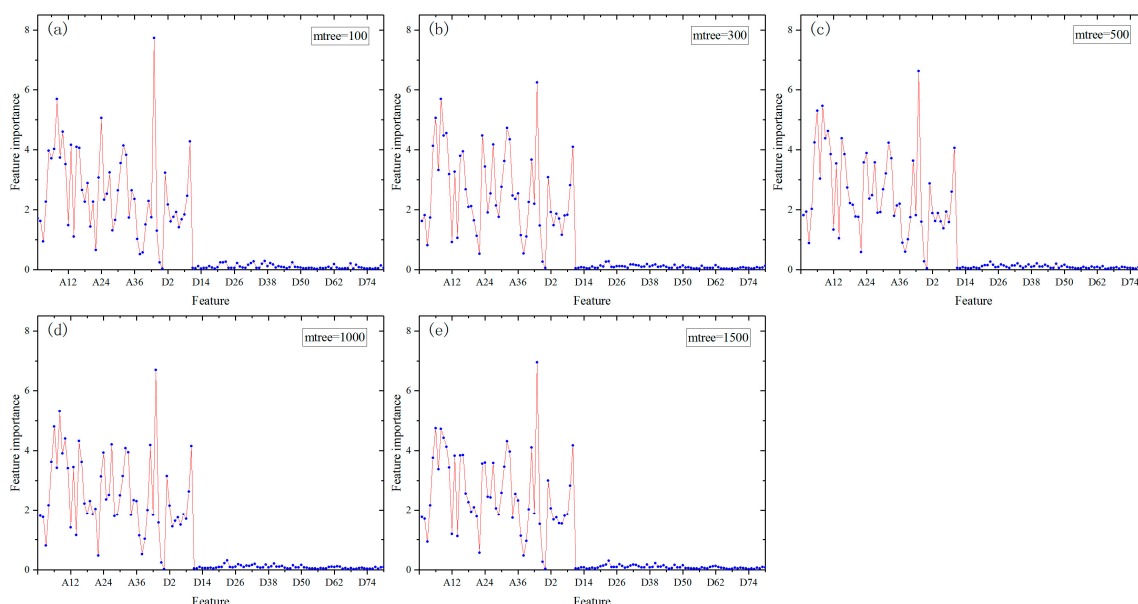 (a)
mtree=100
8
6
4
2
0
Feature importance
A12 A24 A36 D2 D14 D26 D38 D50 D62 D74
Feature
(b)
mtree=300
8
6
4
2
0
Feature importance
A12 A24 A36 D2 D14 D26 D38 D50 D62 D74
Feature
(c)
mtree=500
8
6
4
2
0
Feature importance
A12 A24 A36 D2 D14 D26 D38 D50 D62 D74
Feature
(d)
mtree=1000
8
6
4
2
0
Feature importance
A12 A24 A36 D2 D14 D26 D38 D50 D62 D74
Feature
(e)
mtree=1500
8
6
4
2
0
Feature importance
A12 A24 A36 D2 D14 D26 D38 D50 D62 D74
Feature